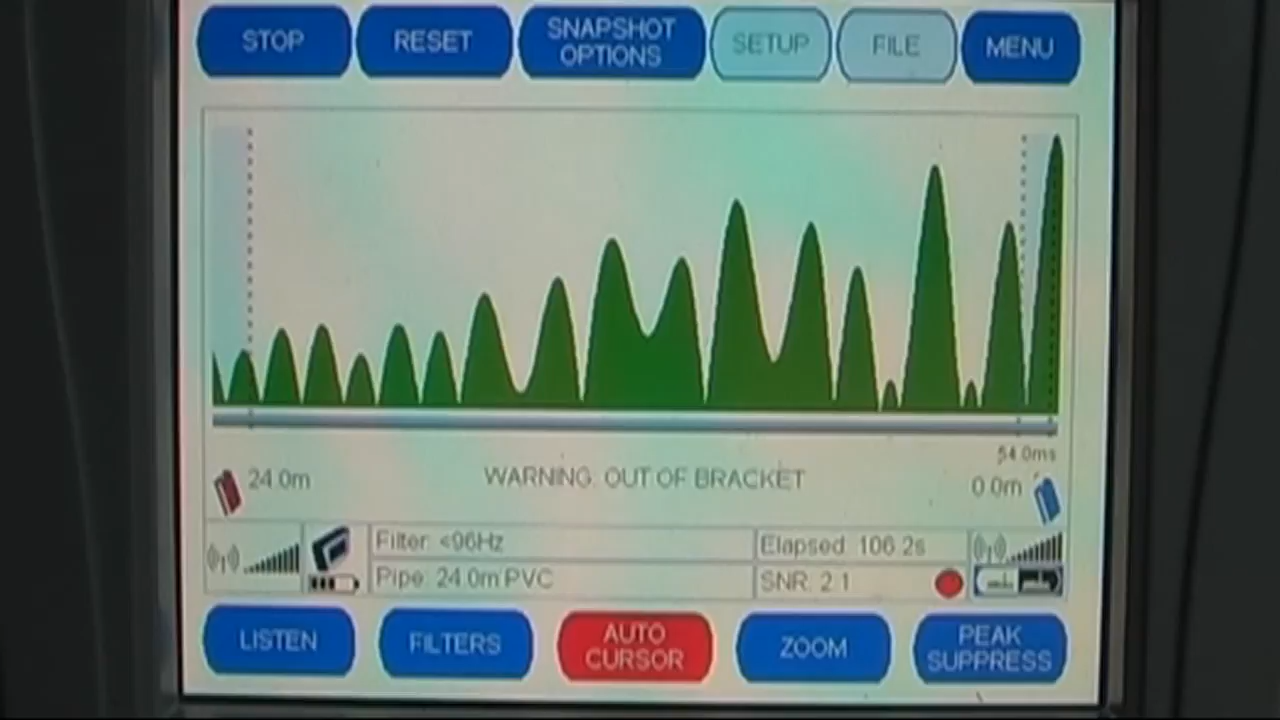 STOP
RESET
SNAPSHOT
OPTIONS
SETUP
FILE
MENU
54.0ms
24.0m
WARNING: OUT OF BRACKET
0.0m
Filter: <96Hz
Elapsed: 106.2s
Pipe: 24.0m PVC
SNR: 2.1
LISTEN
FILTERS
AUTO
CURSOR
ZOOM
PEAK
SUPPRESS